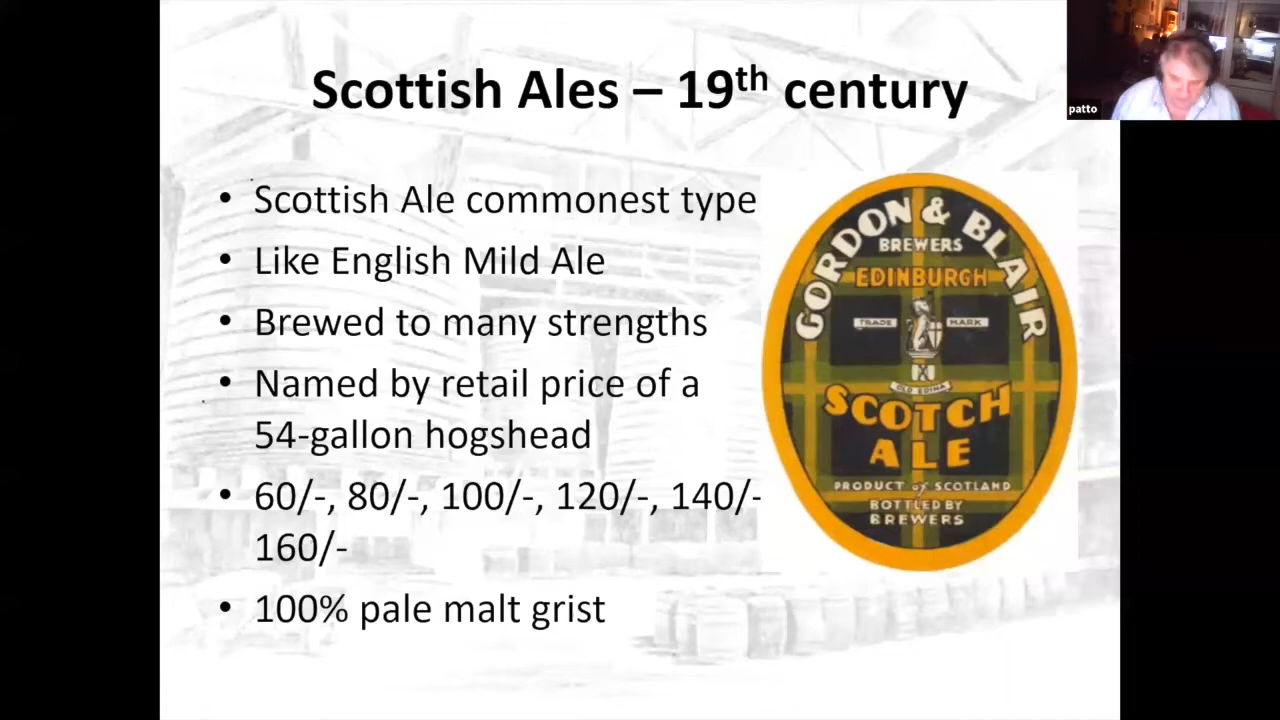 Scottish Ales – 19th century
patto
• Scottish Ale commonest type
• Like English Mild Ale
• Brewed to many strengths
• Named by retail price of a
54-gallon hogshead
• 60/-, 80/-, 100/-, 120/-, 140/-
160/-
• 100% pale malt grist
GORDON & BLAIR
BREWERS
EDINBURGH
TRADE MARK
OLD EDINA
SCOTCH
ALE
PRODUCT of SCOTLAND
BOTTLED BY
BREWERS